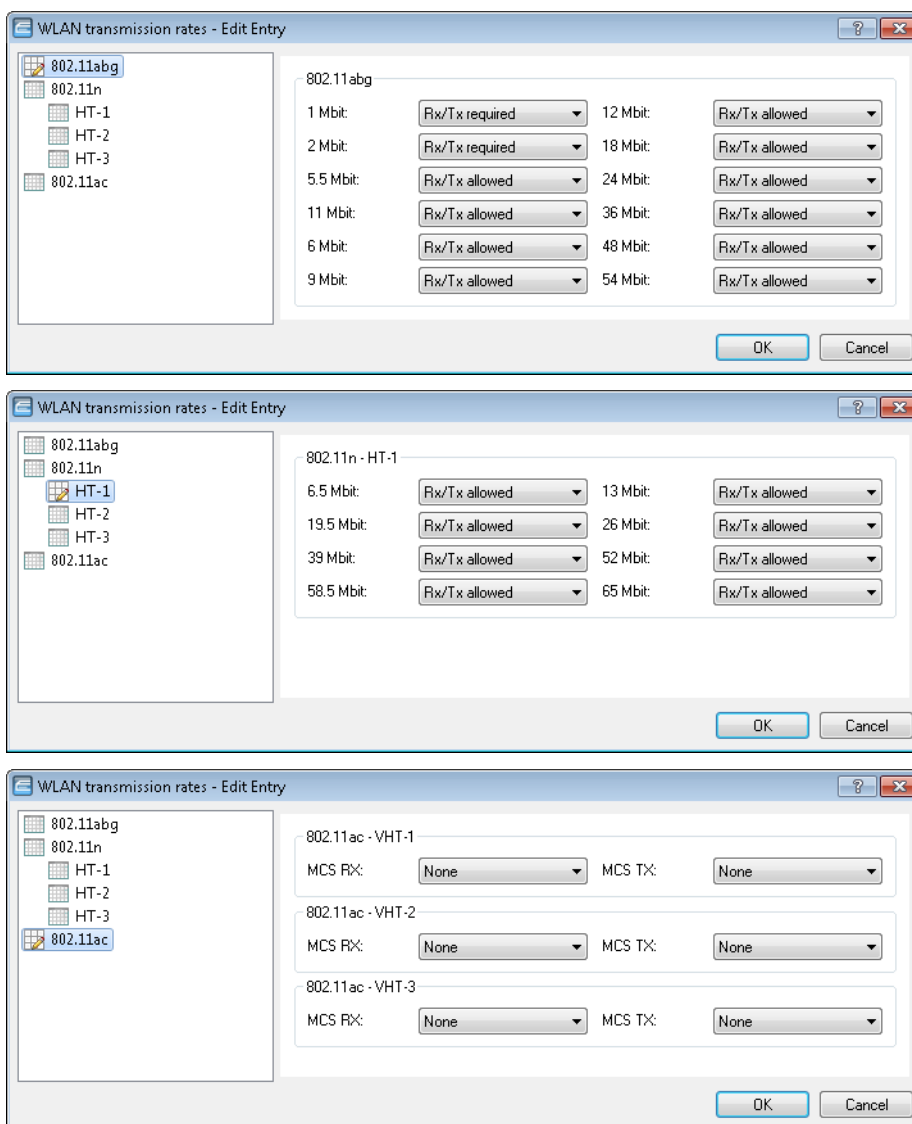 WLAN transmission rates - Edit Entry
802.11abg
802.11n
HT-1
HT-2
HT-3
802.11ac
802.11abg
1 Mbit: Rx/Tx required 12 Mbit: Rx/Tx allowed
2 Mbit: Rx/Tx required 18 Mbit: Rx/Tx allowed
5.5 Mbit: Rx/Tx allowed 24 Mbit: Rx/Tx allowed
11 Mbit: Rx/Tx allowed 36 Mbit: Rx/Tx allowed
6 Mbit: Rx/Tx allowed 48 Mbit: Rx/Tx allowed
9 Mbit: Rx/Tx allowed 54 Mbit: Rx/Tx allowed
OK Cancel
WLAN transmission rates - Edit Entry
802.11abg
802.11n
HT-1
HT-2
HT-3
802.11ac
802.11n - HT-1
6.5 Mbit: Rx/Tx allowed 13 Mbit: Rx/Tx allowed
19.5 Mbit: Rx/Tx allowed 26 Mbit: Rx/Tx allowed
39 Mbit: Rx/Tx allowed 52 Mbit: Rx/Tx allowed
58.5 Mbit: Rx/Tx allowed 65 Mbit: Rx/Tx allowed
OK Cancel
WLAN transmission rates - Edit Entry
802.11abg
802.11n
HT-1
HT-2
HT-3
802.11ac
802.11ac - VHT-1
MCS RX: None MCS TX: None
802.11ac - VHT-2
MCS RX: None MCS TX: None
802.11ac - VHT-3
MCS RX: None MCS TX: None
OK Cancel